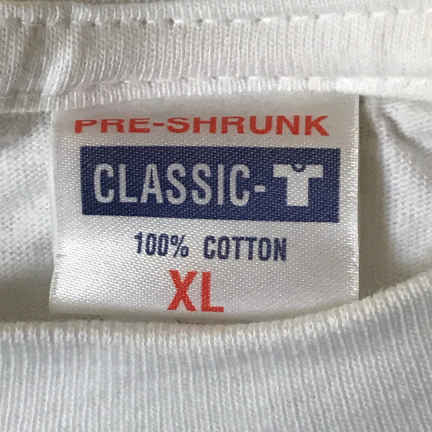 PRE-SHRUNK
CLASSIC-
100% COTTON
XL